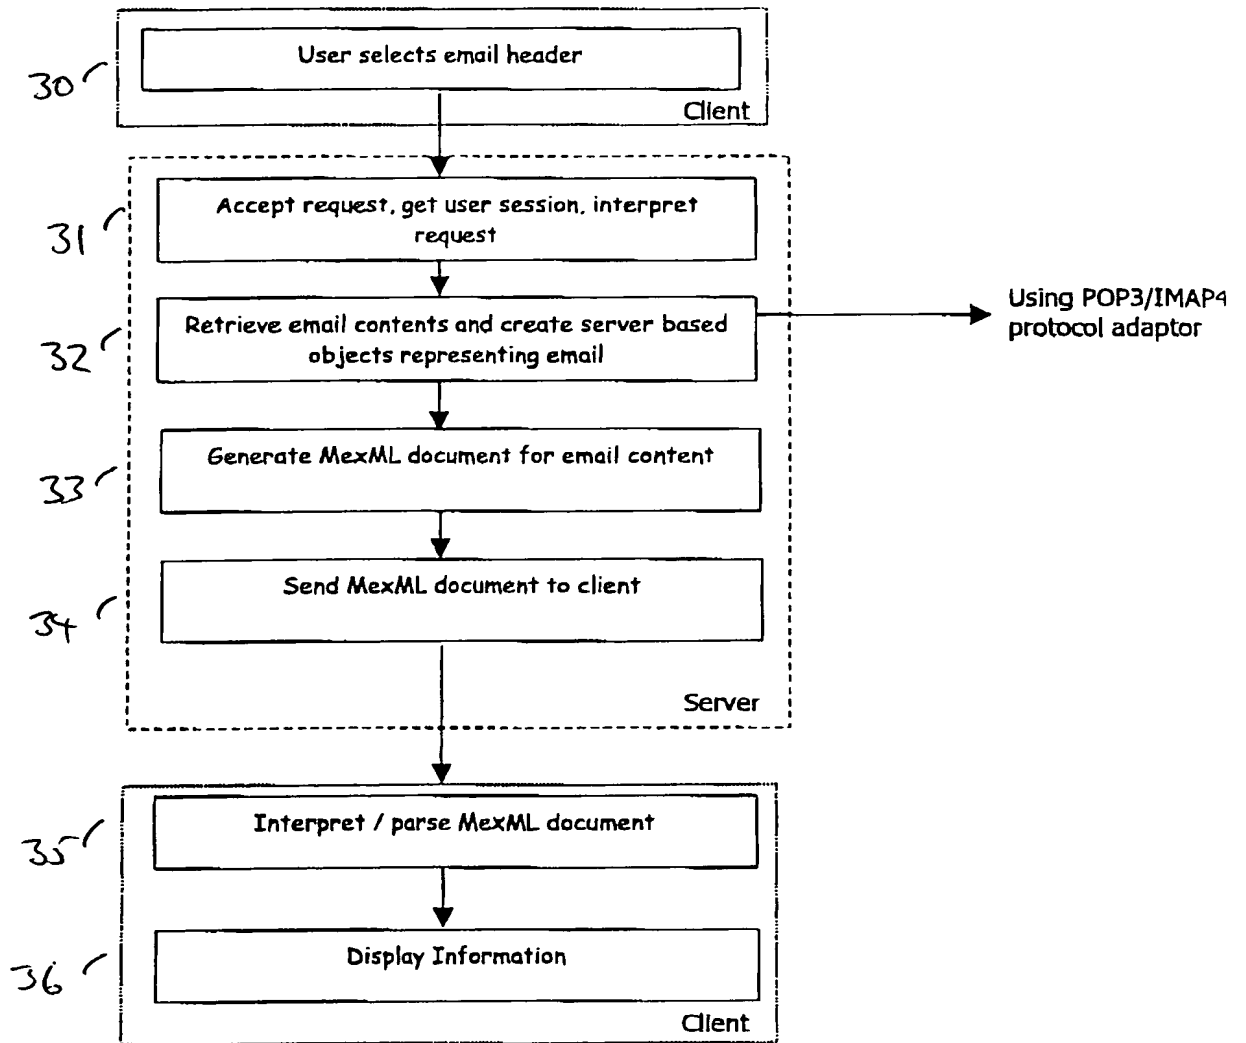 User selects email header
30
Client
Accept request, get user session, interpret
request
31
Retrieve email contents and create server based
objects representing email
32
Using POP3/IMAP4
protocol adaptor
Generate MexML document for email content
33
Send MexML document to client
34
Server
Interpret / parse MexML document
35
Display Information
36
Client